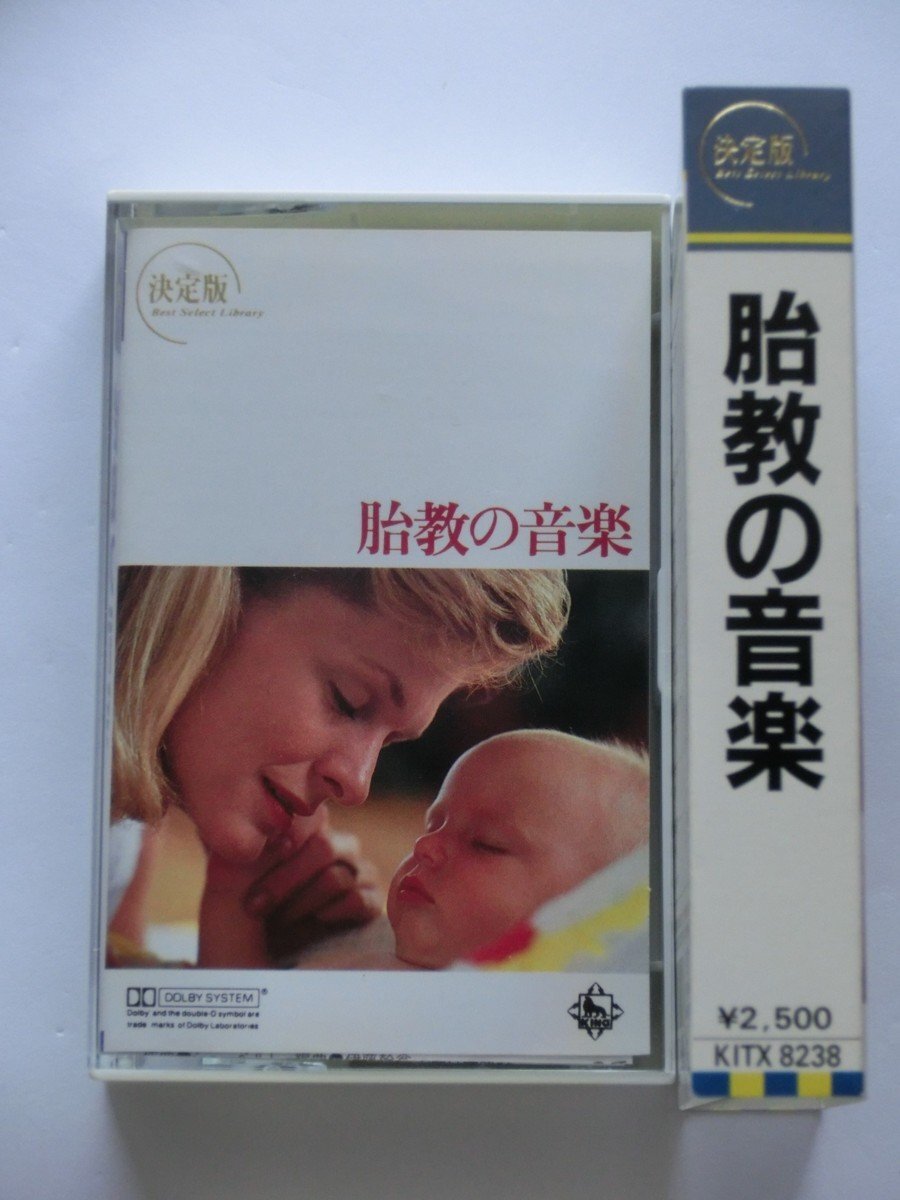 決定版
Best Select Library
胎教の音楽
DOLBY SYSTEM®
Dolby and the double-D symbol are
trade marks of Dolby Laboratories
KING
決定版
Best Select Library
胎教の音楽
¥2,500
KITX 8238